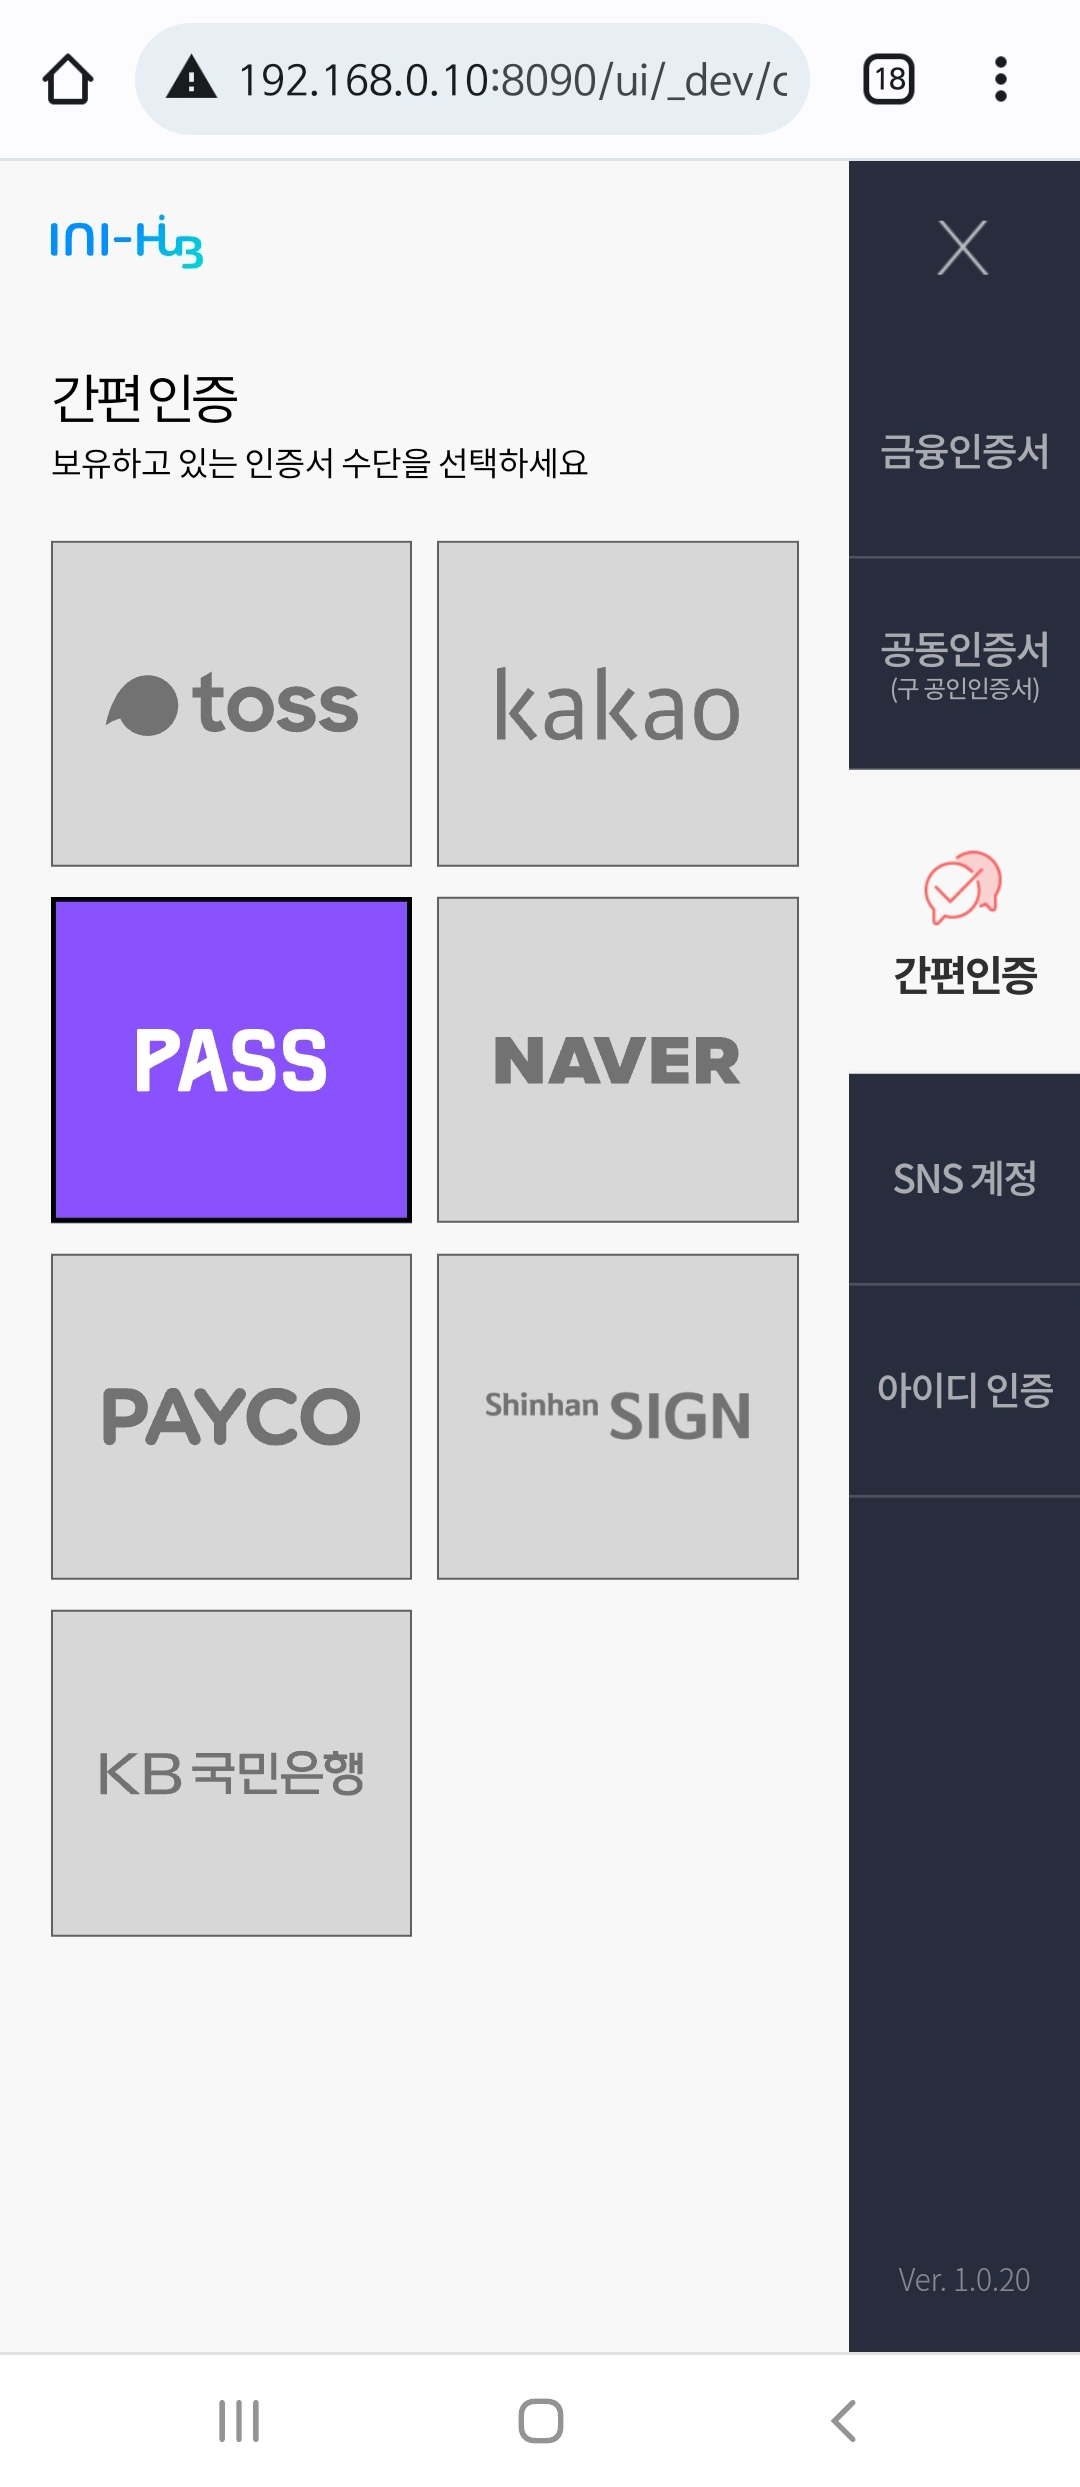 192.168.0.10:8090/ui/_dev/c
18
INI-HuB
간편 인증
보유하고 있는 인증서 수단을 선택하세요
toss
kakao
PASS
NAVER
PAYCO
Shinhan SIGN
KB 국민은행
금융인증서
공동인증서
(구 공인인증서)
간편인증
SNS 계정
아이디 인증
Ver. 1.0.20